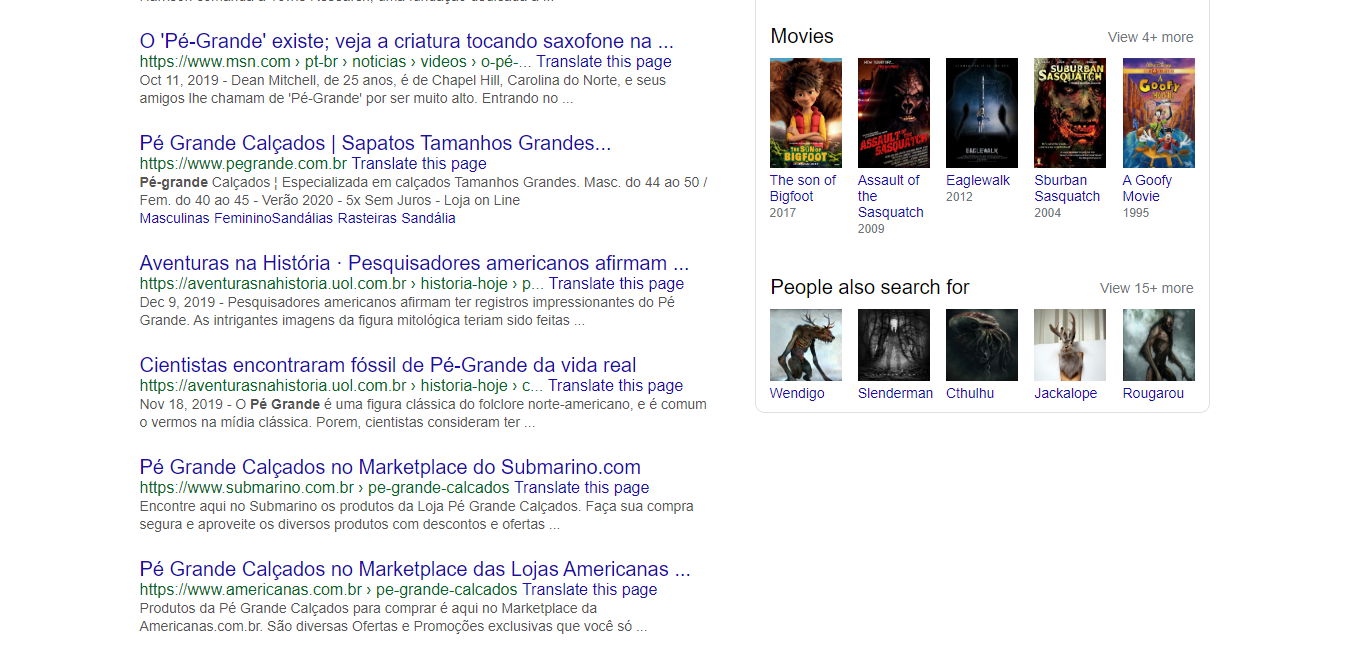 O 'Pé-Grande' existe; veja a criatura tocando saxofone na ...
https://www.msn.com › pt-br › noticias › videos › o-pé-... Translate this page
Oct 11, 2019 - Dean Mitchell, de 25 anos, é de Chapel Hill, Carolina do Norte, e seus
amigos lhe chamam de 'Pé-Grande' por ser muito alto. Entrando no ...
Pé Grande Calçados | Sapatos Tamanhos Grandes...
https://www.pegrande.com.br Translate this page
Pé-grande Calçados ¦ Especializada em calçados Tamanhos Grandes. Masc. do 44 ao 50 /
Fem. do 40 ao 45 - Verão 2020 - 5x Sem Juros - Loja on Line
Masculinas FemininoSandálias Rasteiras Sandália
Aventuras na História · Pesquisadores americanos afirmam ...
https://aventurasnahistoria.uol.com.br › historia-hoje › p... Translate this page
Dec 9, 2019 - Pesquisadores americanos afirmam ter registros impressionantes do Pé
Grande. As intrigantes imagens da figura mitológica teriam sido feitas ...
Cientistas encontraram fóssil de Pé-Grande da vida real
https://aventurasnahistoria.uol.com.br › historia-hoje › c... Translate this page
Nov 18, 2019 - O Pé Grande é uma figura clássica do folclore norte-americano, e é comum
o vermos na mídia clássica. Porem, cientistas consideram ter ...
Pé Grande Calçados no Marketplace do Submarino.com
https://www.submarino.com.br › pe-grande-calcados Translate this page
Encontre aqui no Submarino os produtos da Loja Pé Grande Calçados. Faça sua compra
segura e aproveite os diversos produtos com descontos e ofertas ...
Pé Grande Calçados no Marketplace das Lojas Americanas ...
https://www.americanas.com.br › pe-grande-calcados Translate this page
Produtos da Pé Grande Calçados para comprar é aqui no Marketplace da
Americanas.com.br. São diversas Ofertas e Promoções exclusivas que você só ...
Movies
View 4+ more
THE SON OF
BIGFOOT
ASSAULT OF
THE
SASQUATCH
EAGLEWALK
SUBURBAN
SASQUATCH
A
GOOFY
MOVIE
The son of
Bigfoot
2017
Assault of
the
Sasquatch
2009
Eaglewalk
2012
Sburban
Sasquatch
2004
A Goofy
Movie
1995
People also search for
View 15+ more
Wendigo
Slenderman
Cthulhu
Jackalope
Rougarou